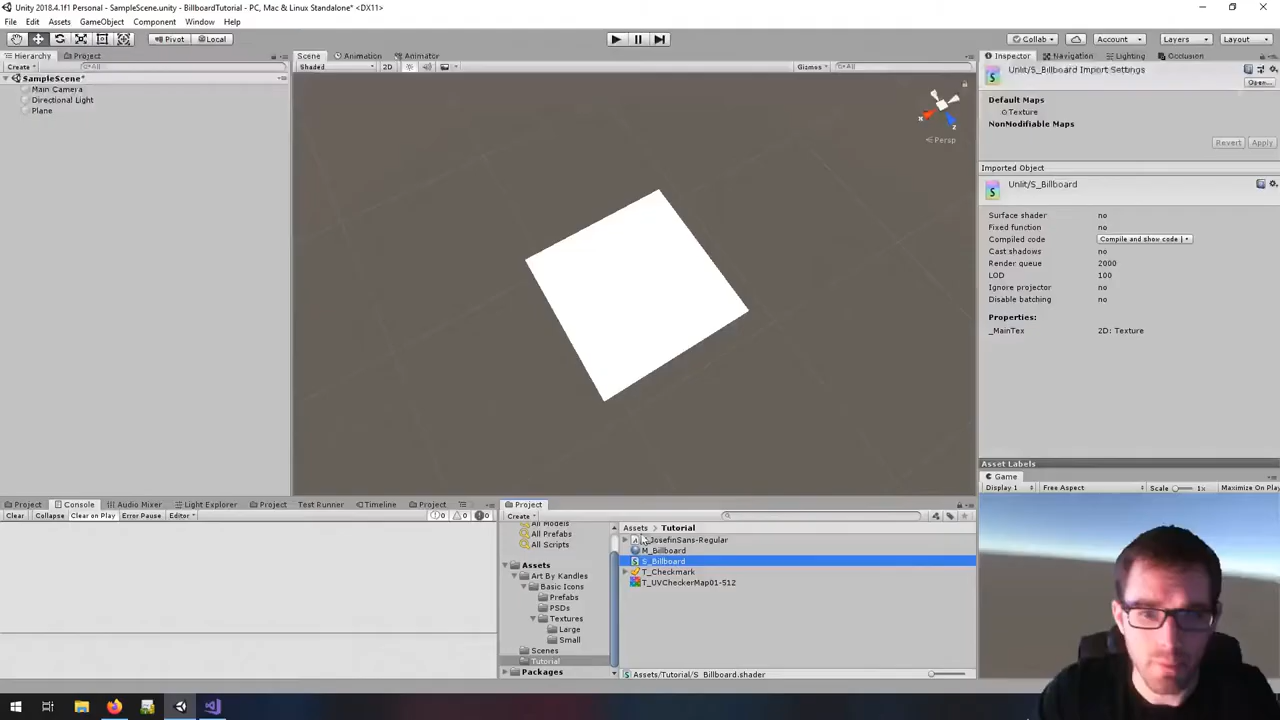 Unity 2018.4.1f1 Personal - SampleScene.unity - BillboardTutorial - PC, Mac & Linux Standalone* <DX11>
File Edit Assets GameObject Component Window Help
Pivot Local Collab Account Layers Layout
Hierarchy Project Scene Animation Animator Inspector Navigation Lighting Occlusion
Create All Shaded 2D Gizmos All
SampleScene*
Main Camera
Directional Light
Plane
Persp
Unlit/S_Billboard Import Settings
Open...
Default Maps
Texture
NonModifiable Maps
Revert Apply
Imported Object
Unlit/S_Billboard
Surface shader no
Fixed function no
Compiled code Compile and show code
Cast shadows no
Render queue 2000
LOD 100
Ignore projector no
Disable batching no
Properties:
_MainTex 2D: Texture
Asset Labels
Game
Display 1 Free Aspect Scale 1x Maximize On Play
Project Console Audio Mixer Light Explorer Project Test Runner Timeline Project
Clear Collapse Clear on Play Error Pause Editor 0 0 0
Project
Create
All Models
All Prefabs
All Scripts
Assets
Art By Kandles
Basic Icons
Prefabs
PSDs
Textures
Large
Small
Scenes
Tutorial
Packages
Assets > Tutorial
JosefinSans-Regular
M_Billboard
S_Billboard
T_Checkmark
T_UVCheckerMap01-512
Assets/Tutorial/S_Billboard.shader